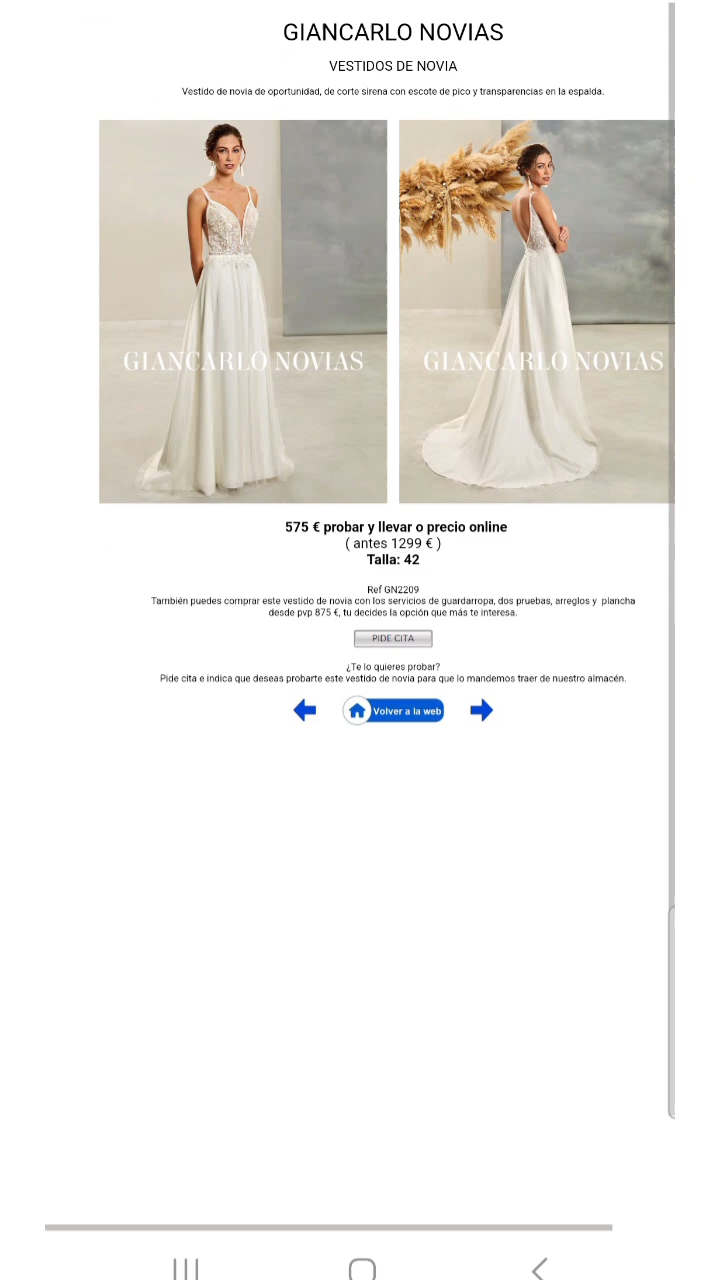 GIANCARLO NOVIAS
VESTIDOS DE NOVIA
Vestido de novia de oportunidad, de corte sirena con escote de pico y transparencias en la espalda.
GIANCARLO NOVIAS
GIANCARLO NOVIAS
575 € probar y llevar o precio online
( antes 1299 € )
Talla: 42
Ref GN2209
También puedes comprar este vestido de novia con los servicios de guardarropa, dos pruebas, arreglos y plancha
desde pvp 875 €, tu decides la opción que más te interesa.
PIDE CITA
¿Te lo quieres probar?
Pide cita e indica que deseas probarte este vestido de novia para que lo mandemos traer de nuestro almacén.
Volver a la web